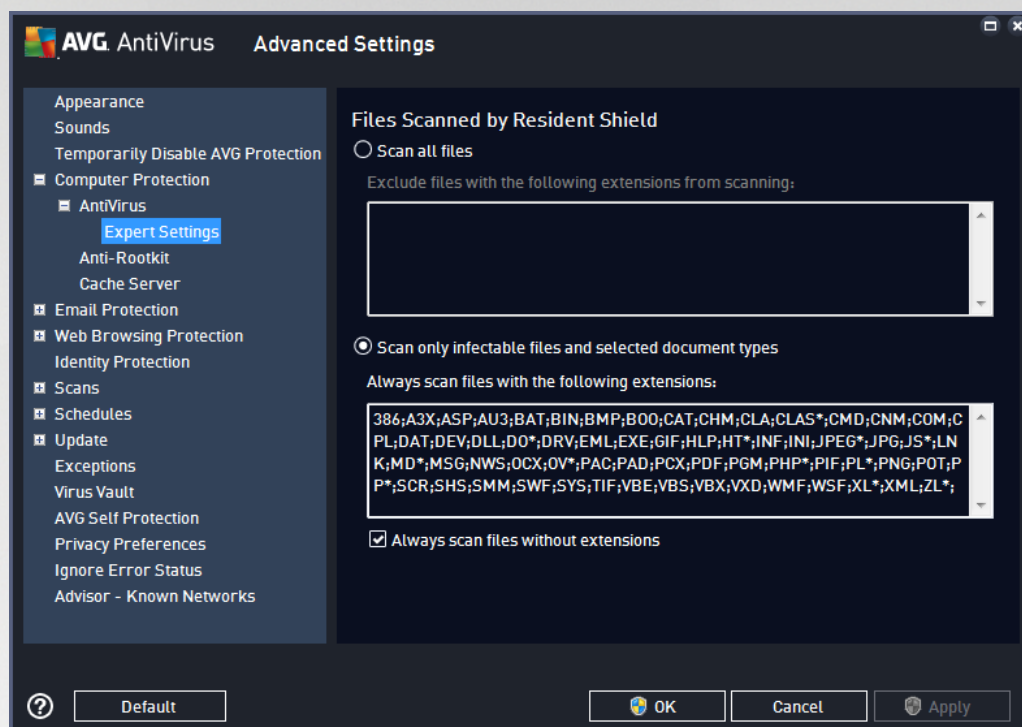 AVG. AntiVirus Advanced Settings
Appearance
Sounds
Temporarily Disable AVG Protection
Computer Protection
AntiVirus
Expert Settings
Anti-Rootkit
Cache Server
Email Protection
Web Browsing Protection
Identity Protection
Scans
Schedules
Update
Exceptions
Virus Vault
AVG Self Protection
Privacy Preferences
Ignore Error Status
Advisor - Known Networks
Files Scanned by Resident Shield
Scan all files
Exclude files with the following extensions from scanning:
Scan only infectable files and selected document types
Always scan files with the following extensions:
386;A3X;ASP;AU3;BAT;BIN;BMP;BOO;CAT;CHM;CLA;CLAS*;CMD;CNM;COM;C
PL;DAT;DEV;DLL;DO*;DRV;EML;EXE;GIF;HLP;HT*;INF;INI;JPEG*;JPG;JS*;LN
K;MD*;MSG;NWS;OCX;OV*;PAC;PAD;PCX;PDF;PGM;PHP*;PIF;PL*;PNG;POT;P
P*;SCR;SHS;SMM;SWF;SYS;TIF;VBE;VBS;VBX;VXD;WMF;WSF;XL*;XML;ZL*;
Always scan files without extensions
? Default OK Cancel Apply